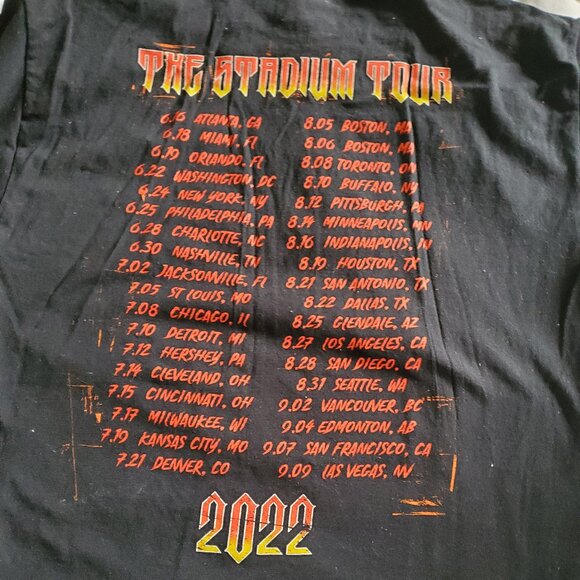 THE STADIUM TOUR
6.16 ATLANTA, GA
6.18 MIAMI, FL
6.19 ORLANDO, FL
6.22 WASHINGTON, DC
6.24 NEW YORK, NY
6.25 PHILADELPHIA, PA
6.28 CHARLOTTE, NC
6.30 NASHVILLE, TN
7.02 JACKSONVILLE, FL
7.05 ST LOUIS, MO
7.08 CHICAGO, IL
7.10 DETROIT, MI
7.12 HERSHEY, PA
7.14 CLEVELAND, OH
7.15 CINCINNATI, OH
7.17 MILWAUKEE, WI
7.19 KANSAS CITY, MO
7.21 DENVER, CO
8.05 BOSTON, MA
8.06 BOSTON, MA
8.08 TORONTO, ON
8.10 BUFFALO, NY
8.12 PITTSBURGH, PA
8.14 MINNEAPOLIS, MN
8.16 INDIANAPOLIS, IN
8.19 HOUSTON, TX
8.21 SAN ANTONIO, TX
8.22 DALLAS, TX
8.25 GLENDALE, AZ
8.27 LOS ANGELES, CA
8.28 SAN DIEGO, CA
8.31 SEATTLE, WA
9.02 VANCOUVER, BC
9.04 EDMONTON, AB
9.07 SAN FRANCISCO, CA
9.09 LAS VEGAS, NV
2022